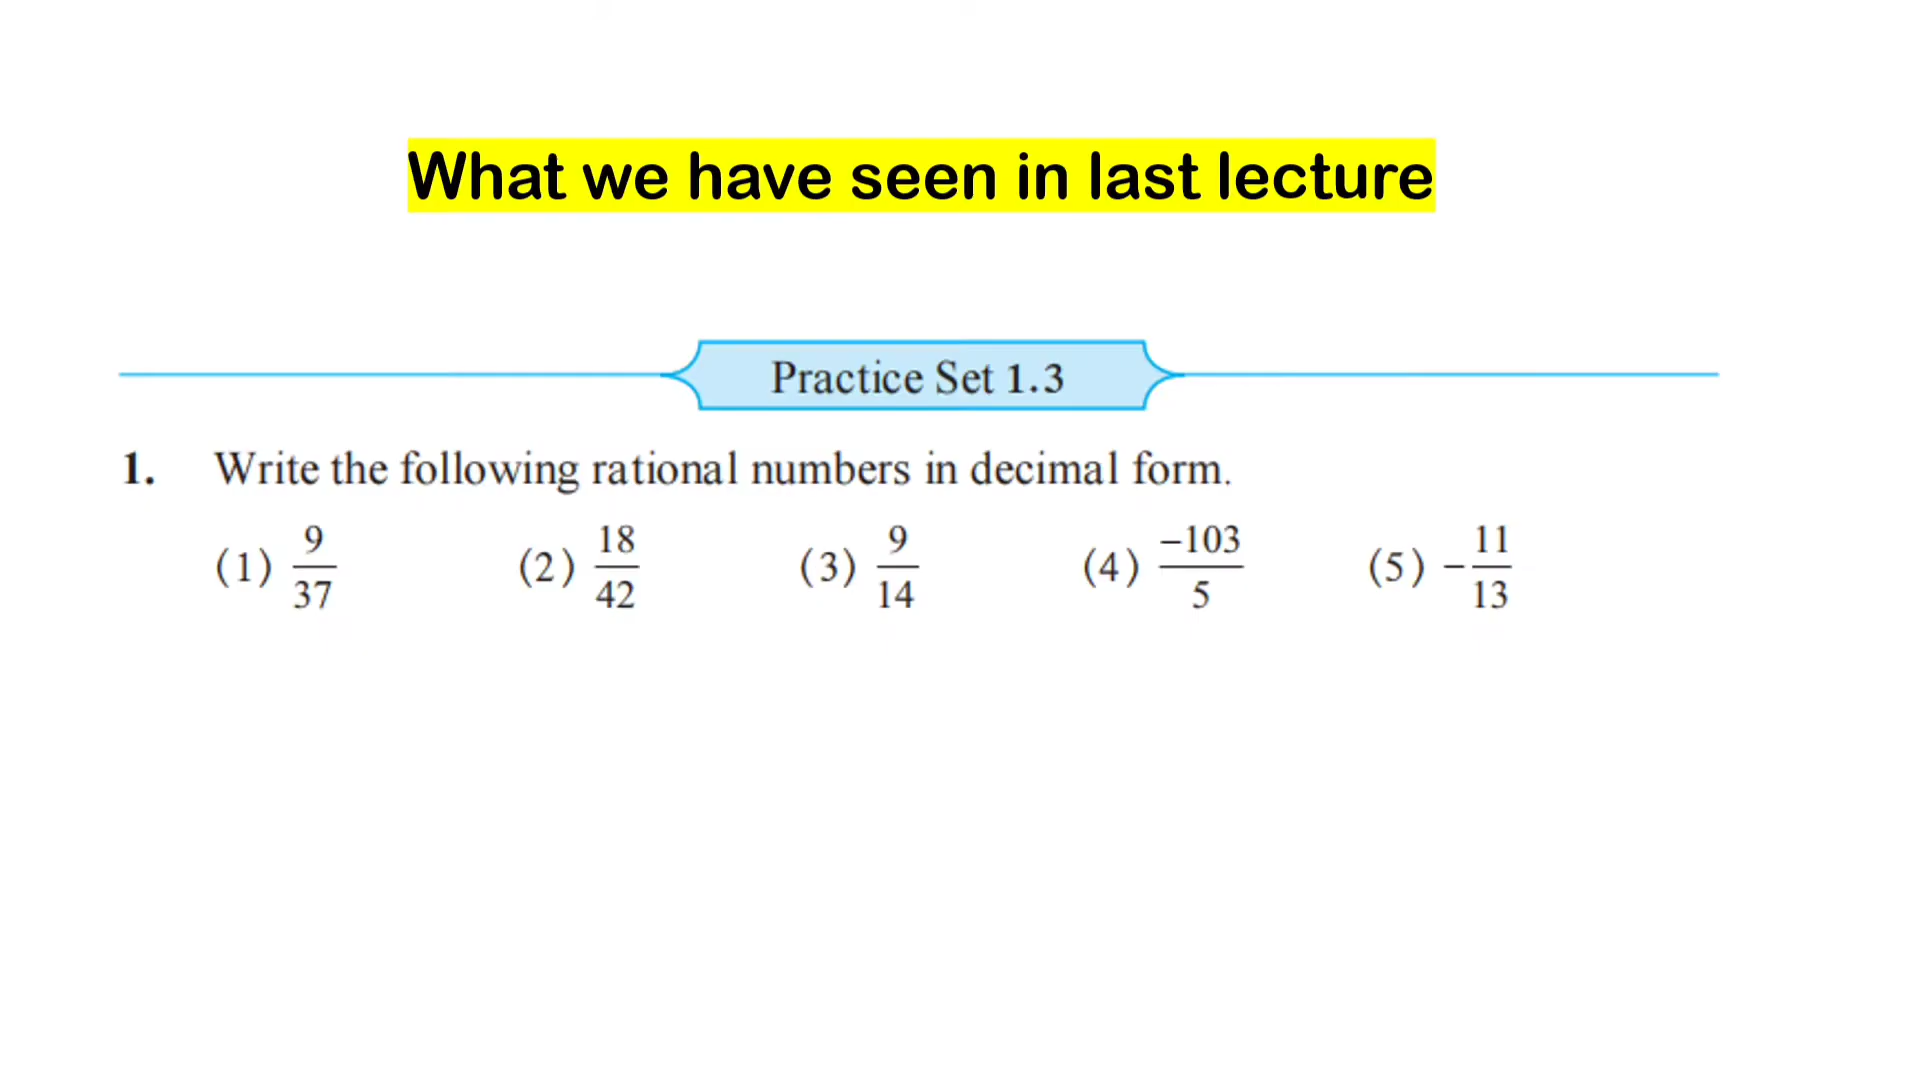 What we have seen in last lecture
Practice Set 1.3
1. Write the following rational numbers in decimal form.
(1) 9/37 (2) 18/42 (3) 9/14 (4) –103/5 (5) –11/13